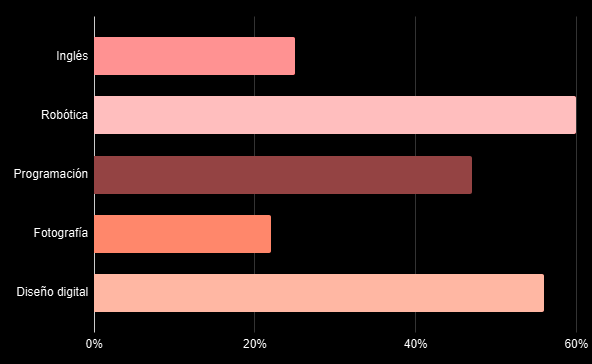 Inglés
Robótica
Programación
Fotografía
Diseño digital
0% 20% 40% 60%